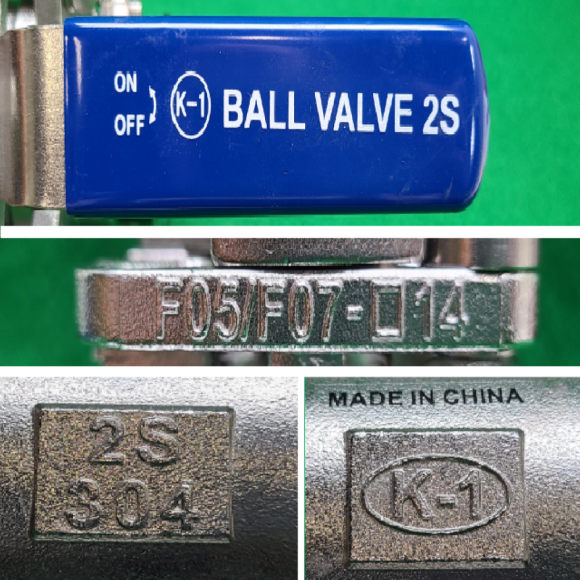 ON
OFF
K-1 BALL VALVE 2S
F05/F07-□14
2S
304
MADE IN CHINA
K-1